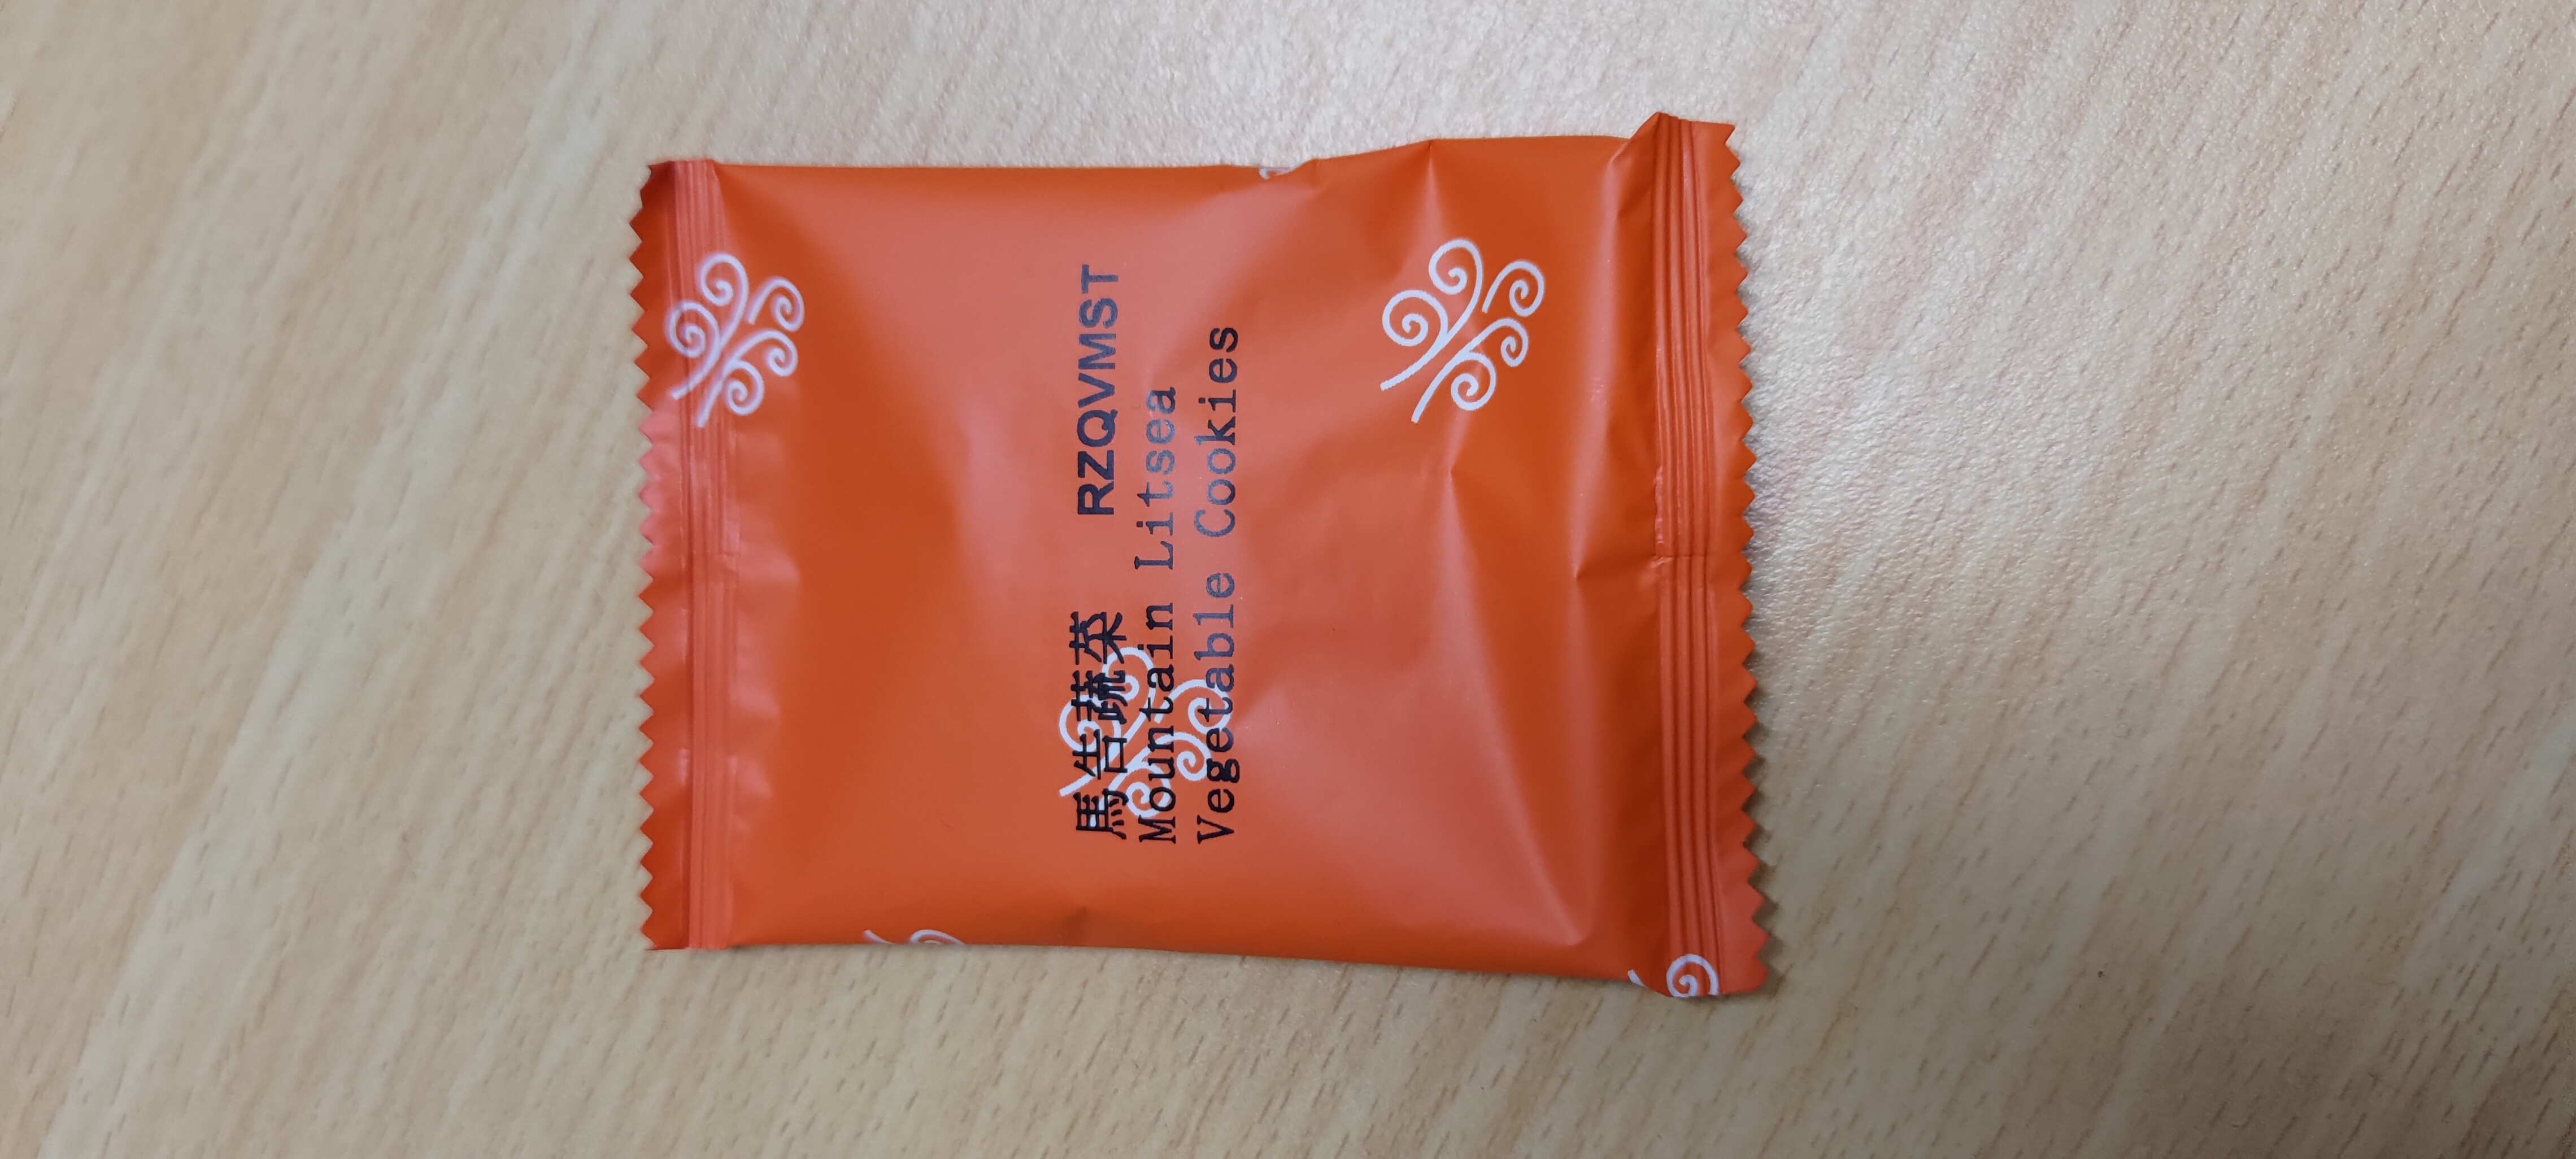 馬告蔬菜 RZQVMST
Mountain Litsea
Vegetable Cookies